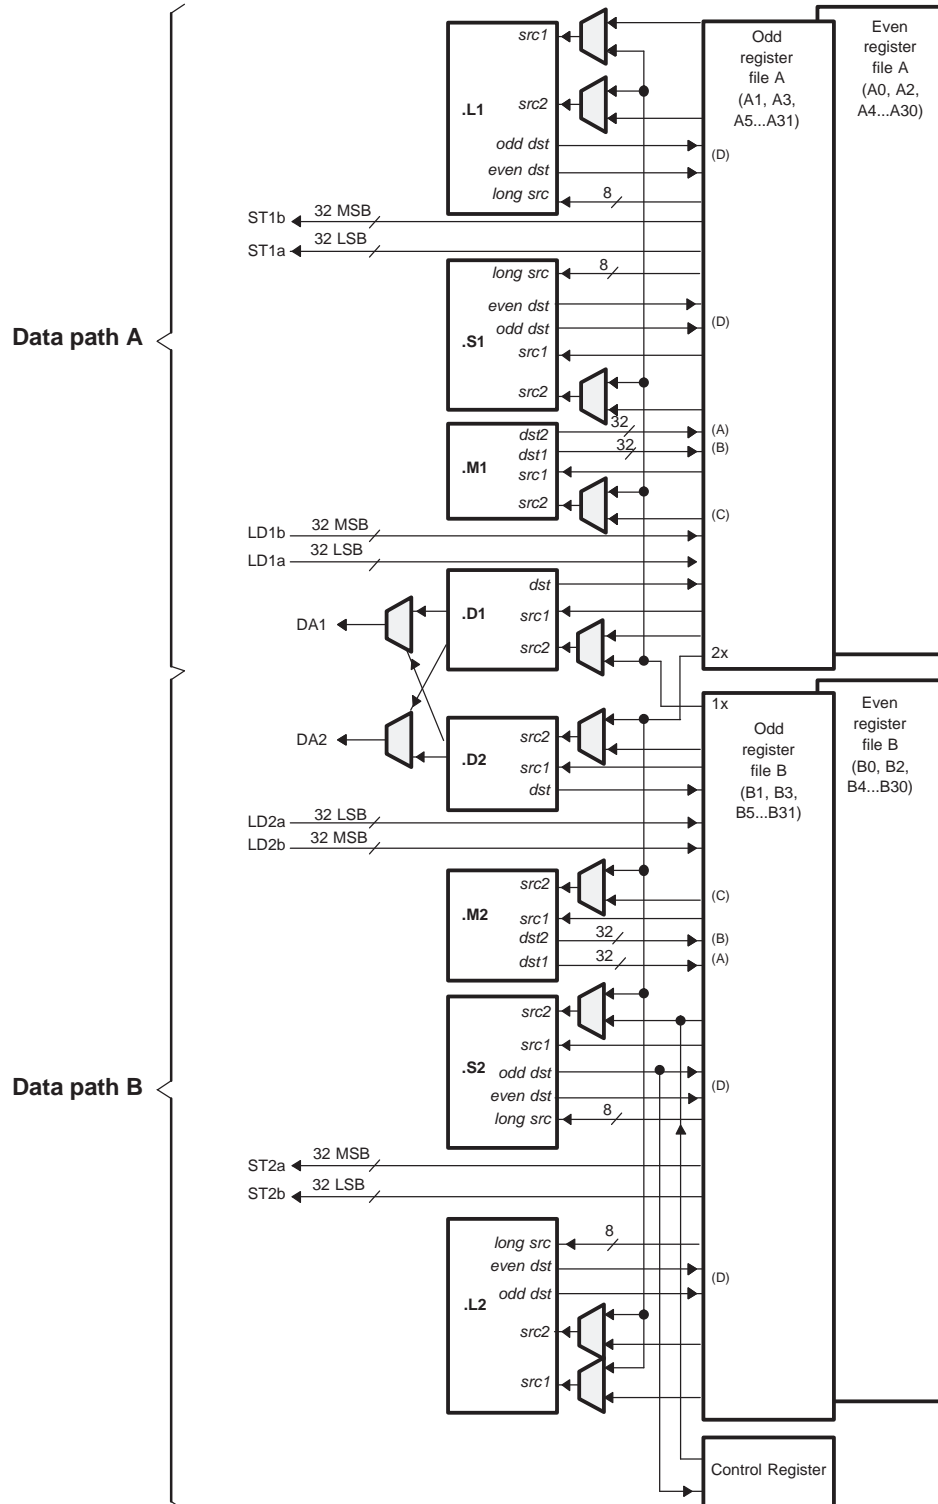 Data path A
.L1
src1
src2
odd dst
even dst
long src
8
ST1b
32 MSB
ST1a
32 LSB
.S1
long src
8
even dst
odd dst
src1
src2
.M1
dst2
32
dst1
32
src1
src2
LD1b
32 MSB
LD1a
32 LSB
.D1
dst
src1
src2
DA1
Odd
register
file A
(A1, A3,
A5...A31)
(D)
(D)
(A)
(B)
(C)
2x
Even
register
file A
(A0, A2,
A4...A30)
Data path B
DA2
.D2
src2
src1
dst
LD2a
32 LSB
LD2b
32 MSB
.M2
src2
src1
dst2
32
dst1
32
.S2
src2
src1
odd dst
even dst
long src
8
ST2a
32 MSB
ST2b
32 LSB
.L2
long src
8
even dst
odd dst
src2
src1
1x
Odd
register
file B
(B1, B3,
B5...B31)
(C)
(B)
(A)
(D)
(D)
Even
register
file B
(B0, B2,
B4...B30)
Control Register